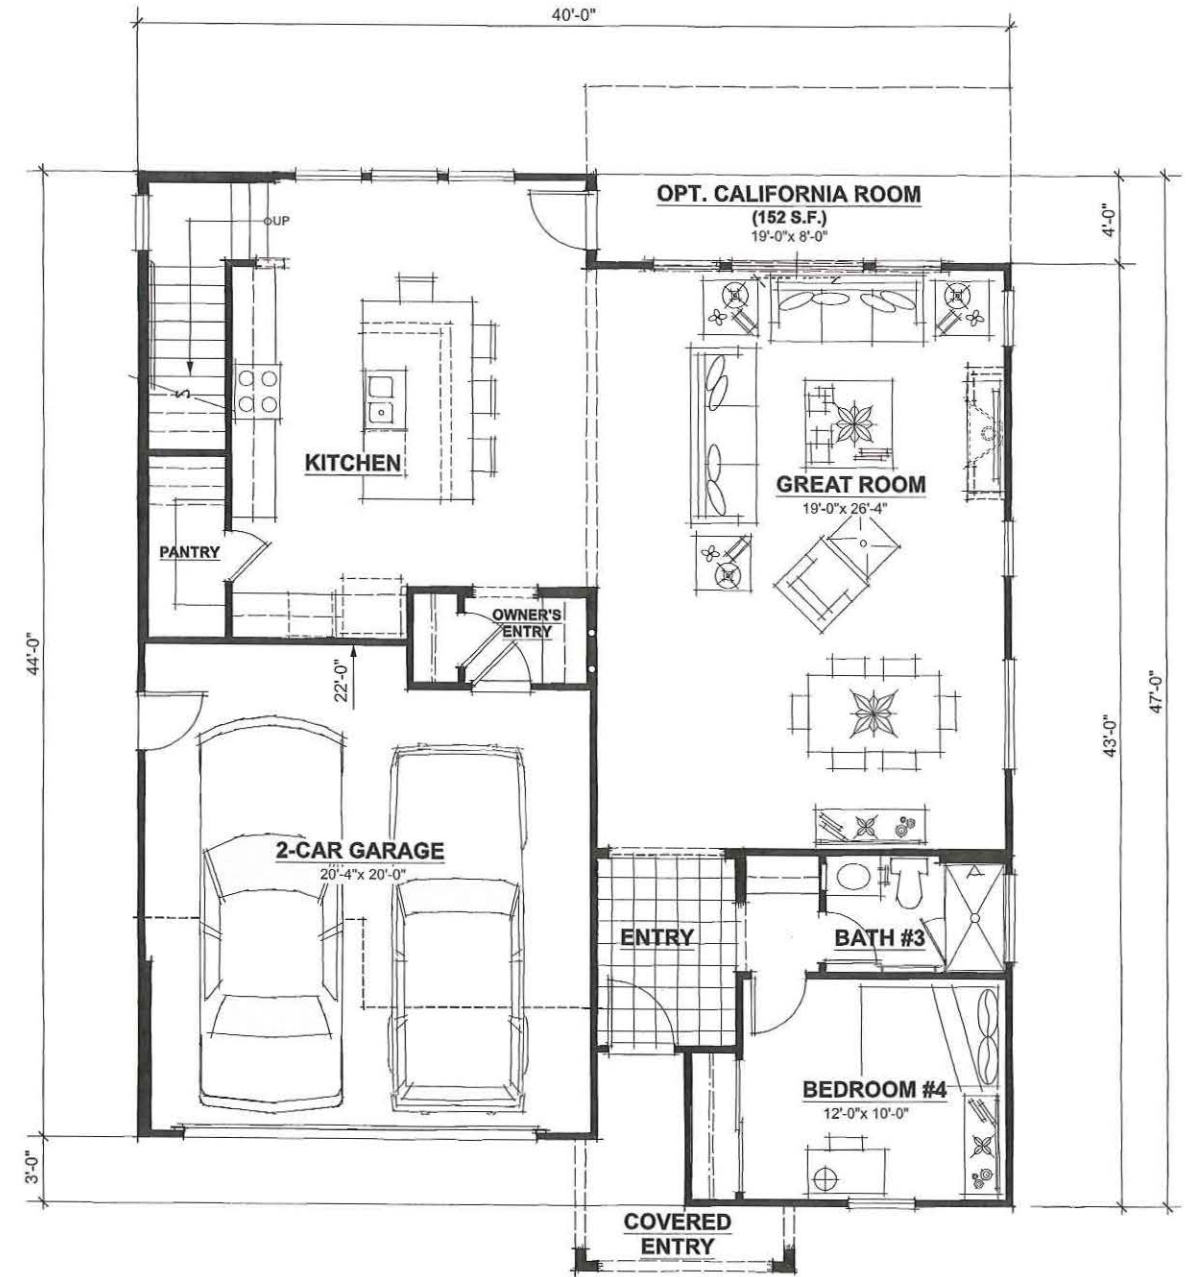 40'-0"
OPT. CALIFORNIA ROOM
(152 S.F.)
19'-0"x 8'-0"
4'-0"
UP
KITCHEN
GREAT ROOM
19'-0"x 26'-4"
PANTRY
OWNER'S
ENTRY
44'-0"
22'-0"
47'-0"
43'-0"
2-CAR GARAGE
20'-4"x 20'-0"
ENTRY
BATH #3
BEDROOM #4
12'-0"x 10'-0"
3'-0"
COVERED
ENTRY